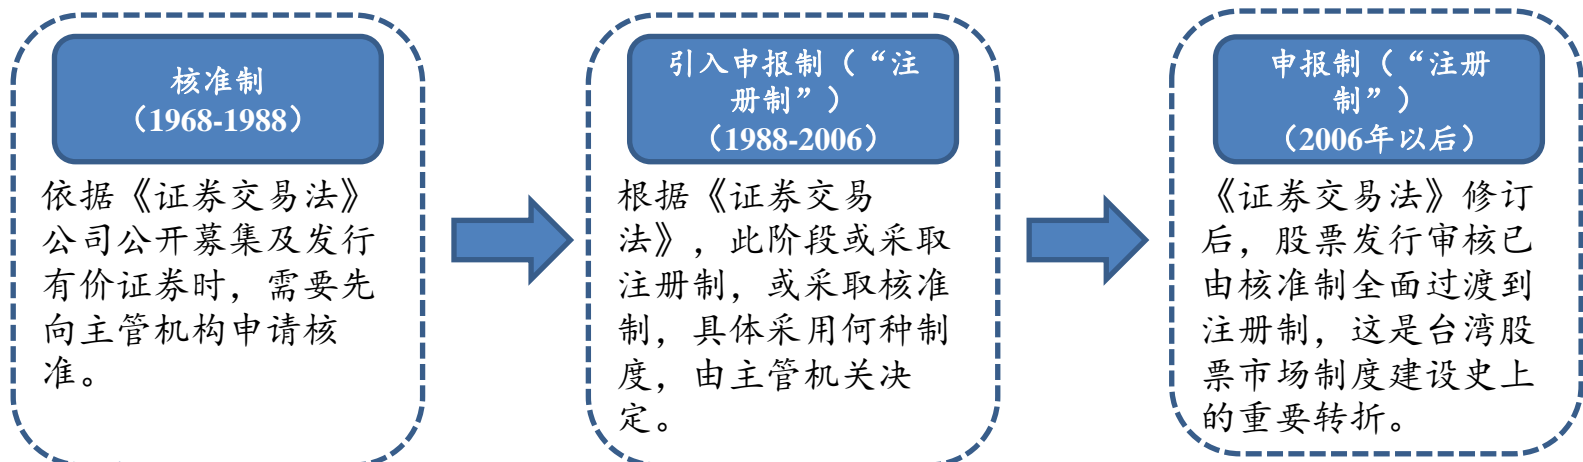 核准制
（1968-1988）
依据《证券交易法》
公司公开募集及发行
有价证券时，需要先
向主管机构申请核
准。
引入申报制（“注
册制”）
（1988-2006）
根据《证券交易
法》，此阶段或采取
注册制，或采取核准
制，具体采用何种制
度，由主管机关决
定。
申报制（“注册
制”）
（2006年以后）
《证券交易法》修订
后，股票发行审核已
由核准制全面过渡到
注册制，这是台湾股
票市场制度建设史上
的重要转折。